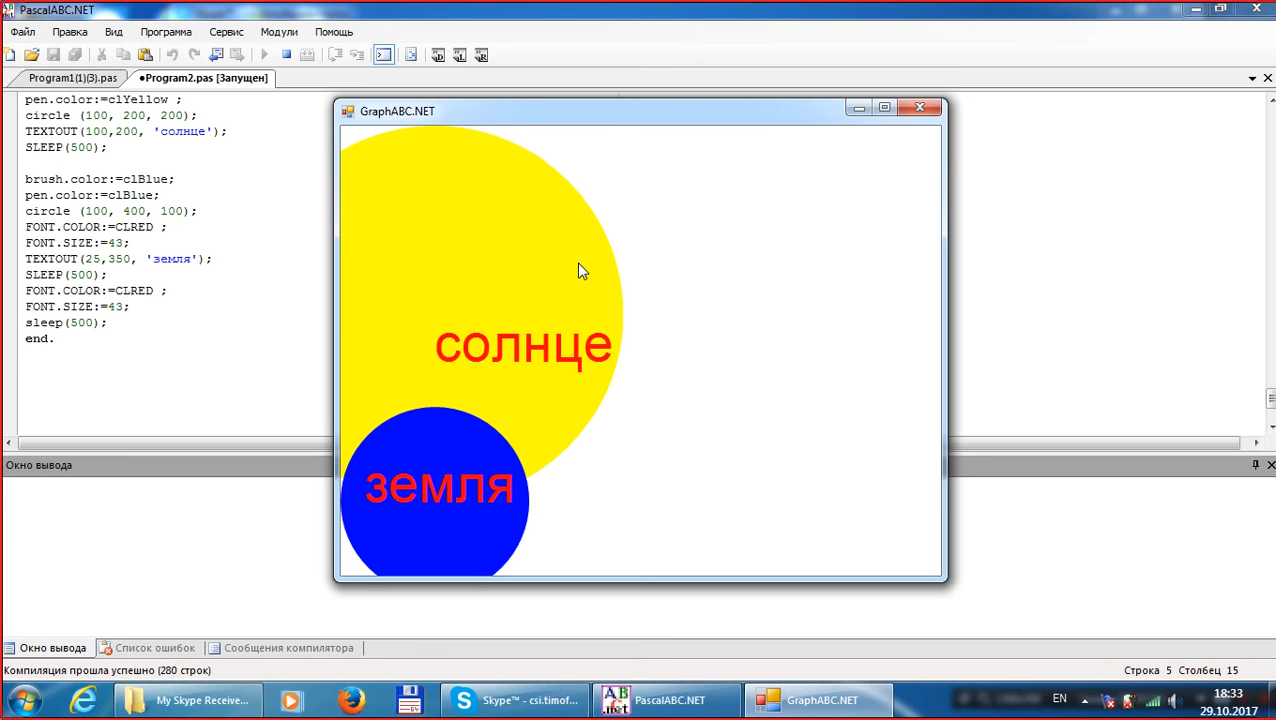 PascalABC.NET
Файл Правка Вид Программа Сервис Модули Помощь
Program1(1)(3).pas •Program2.pas [Запущен]
pen.color:=clYellow ;
circle (100, 200, 200);
TEXTOUT(100,200, 'солнце');
SLEEP(500);
brush.color:=clBlue;
pen.color:=clBlue;
circle (100, 400, 100);
FONT.COLOR:=CLRED ;
FONT.SIZE:=43;
TEXTOUT(25,350, 'земля');
SLEEP(500);
FONT.COLOR:=CLRED ;
FONT.SIZE:=43;
sleep(500);
end.
GraphABC.NET
солнце
земля
Окно вывода
Окно вывода Список ошибок Сообщения компилятора
Компиляция прошла успешно (280 строк) Строка 5 Столбец 15
My Skype Receive... Skype™ - csi.timof... PascalABC.NET GraphABC.NET EN 18:33
29.10.2017